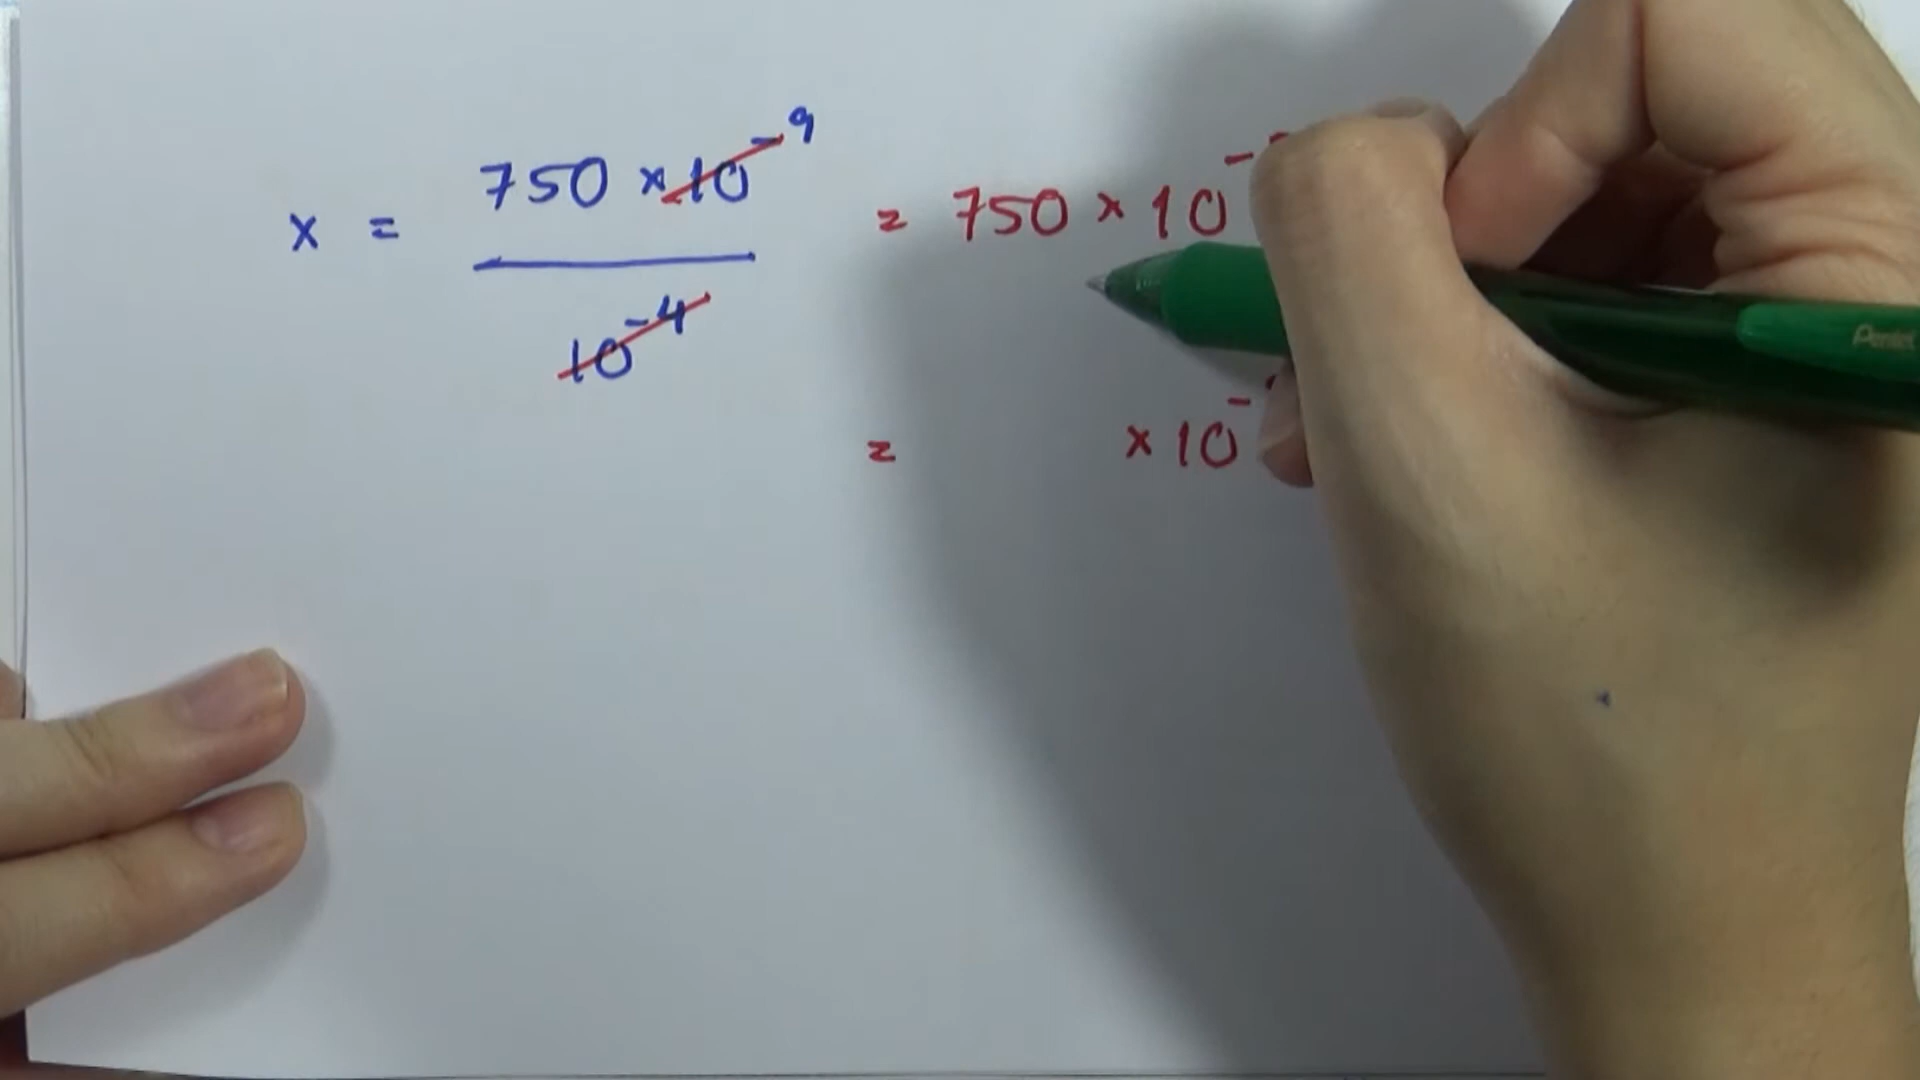 x = 750 × 10⁻⁹ / 10⁻⁴ = 750 × 10⁻
= × 10⁻
Pentel